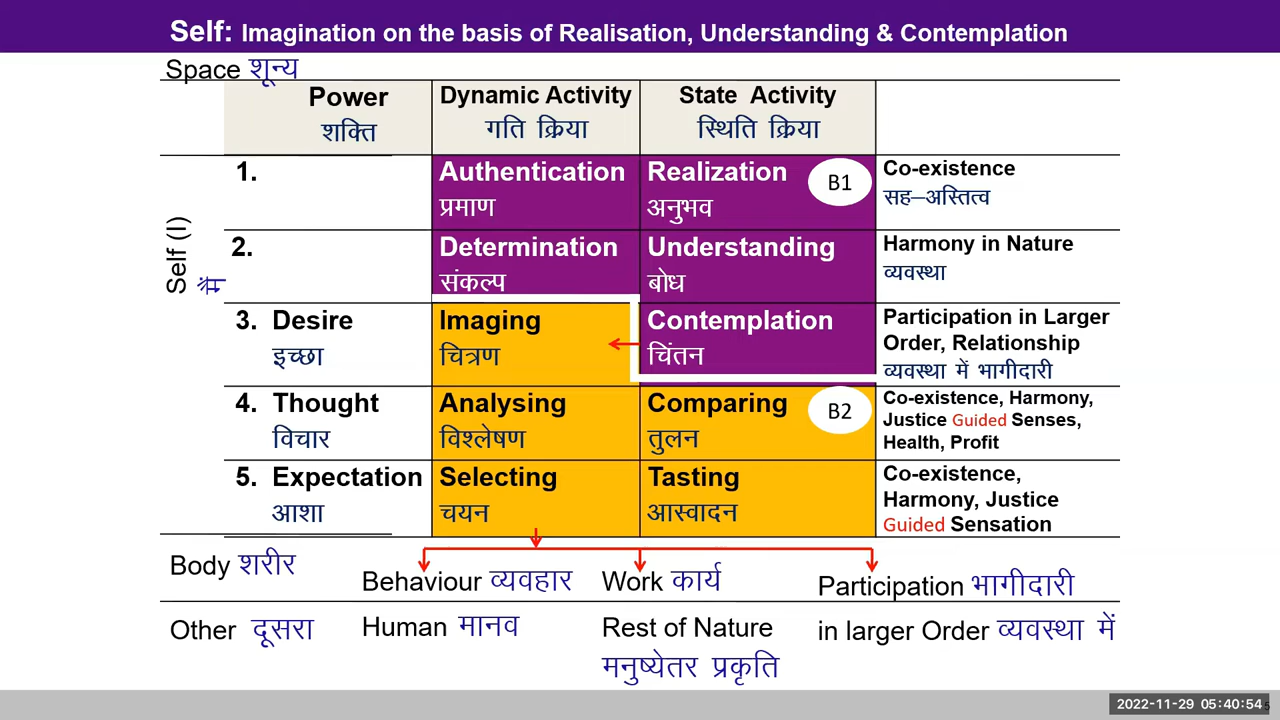 Self: Imagination on the basis of Realisation, Understanding & Contemplation
Space शून्य
Power
शक्ति
Dynamic Activity
गति क्रिया
State Activity
स्थिति क्रिया
Self (I)
मैं
1.
Authentication
प्रमाण
Realization
अनुभव
B1
Co-existence
सह–अस्तित्व
2.
Determination
संकल्प
Understanding
बोध
Harmony in Nature
व्यवस्था
3. Desire
इच्छा
Imaging
चित्रण
Contemplation
चिंतन
Participation in Larger
Order, Relationship
व्यवस्था में भागीदारी
4. Thought
विचार
Analysing
विश्लेषण
Comparing
तुलन
B2
Co-existence, Harmony,
Justice Guided Senses,
Health, Profit
5. Expectation
आशा
Selecting
चयन
Tasting
आस्वादन
Co-existence,
Harmony, Justice
Guided Sensation
Body शरीर
Behaviour व्यवहार
Work कार्य
Participation भागीदारी
Other दूसरा
Human मानव
Rest of Nature
मनुष्येतर प्रकृति
in larger Order व्यवस्था में
2022-11-29 05:40:54
5